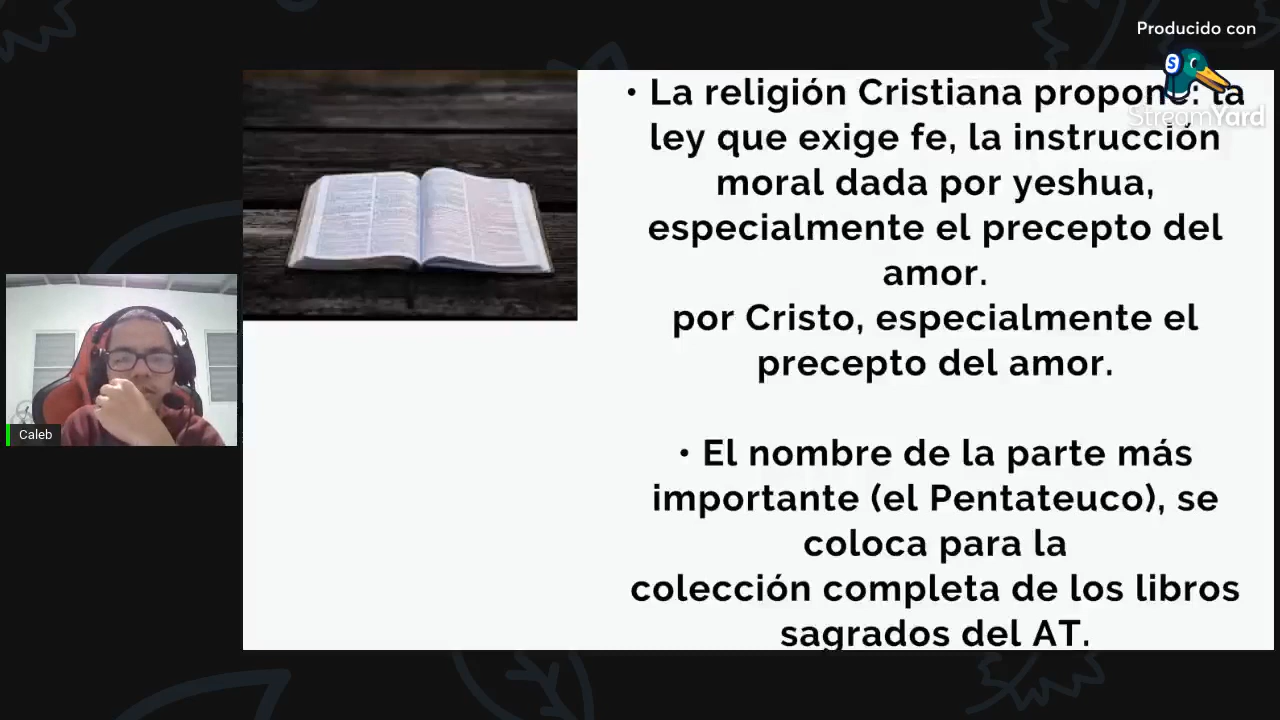 Producido con
StreamYard
• La religión Cristiana propone: la
ley que exige fe, la instrucción
moral dada por yeshua,
especialmente el precepto del
amor.
por Cristo, especialmente el
precepto del amor.
• El nombre de la parte más
importante (el Pentateuco), se
coloca para la
colección completa de los libros
sagrados del AT.
Caleb